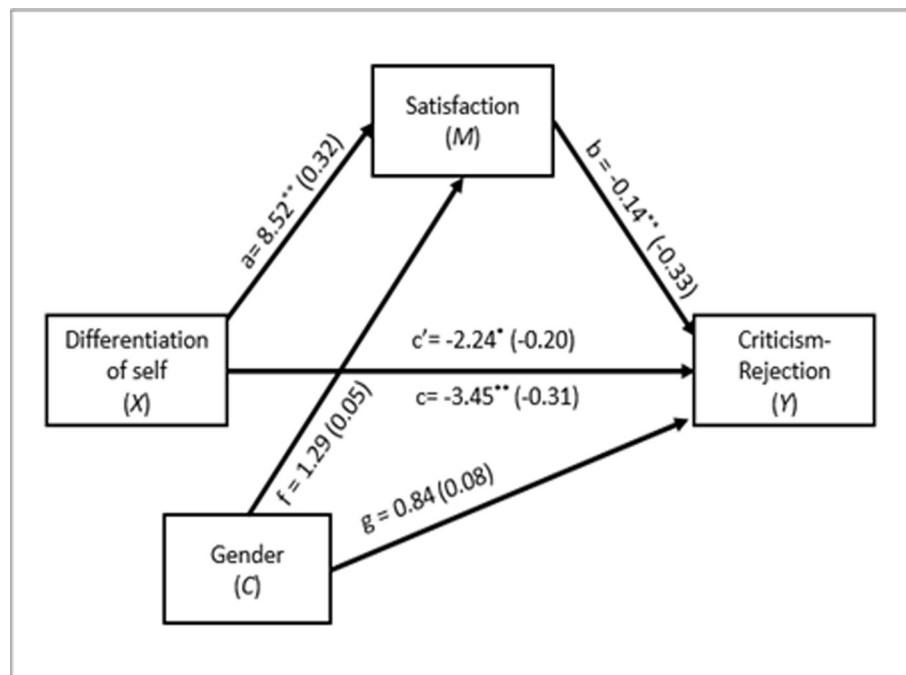 Satisfaction
(M)
a= 8.52** (0.32)
b = -0.14** (-0.33)
Differentiation
of self
(X)
c'= -2.24* (-0.20)
c= -3.45** (-0.31)
Criticism-
Rejection
(Y)
f = 1.29 (0.05)
g = 0.84 (0.08)
Gender
(C)